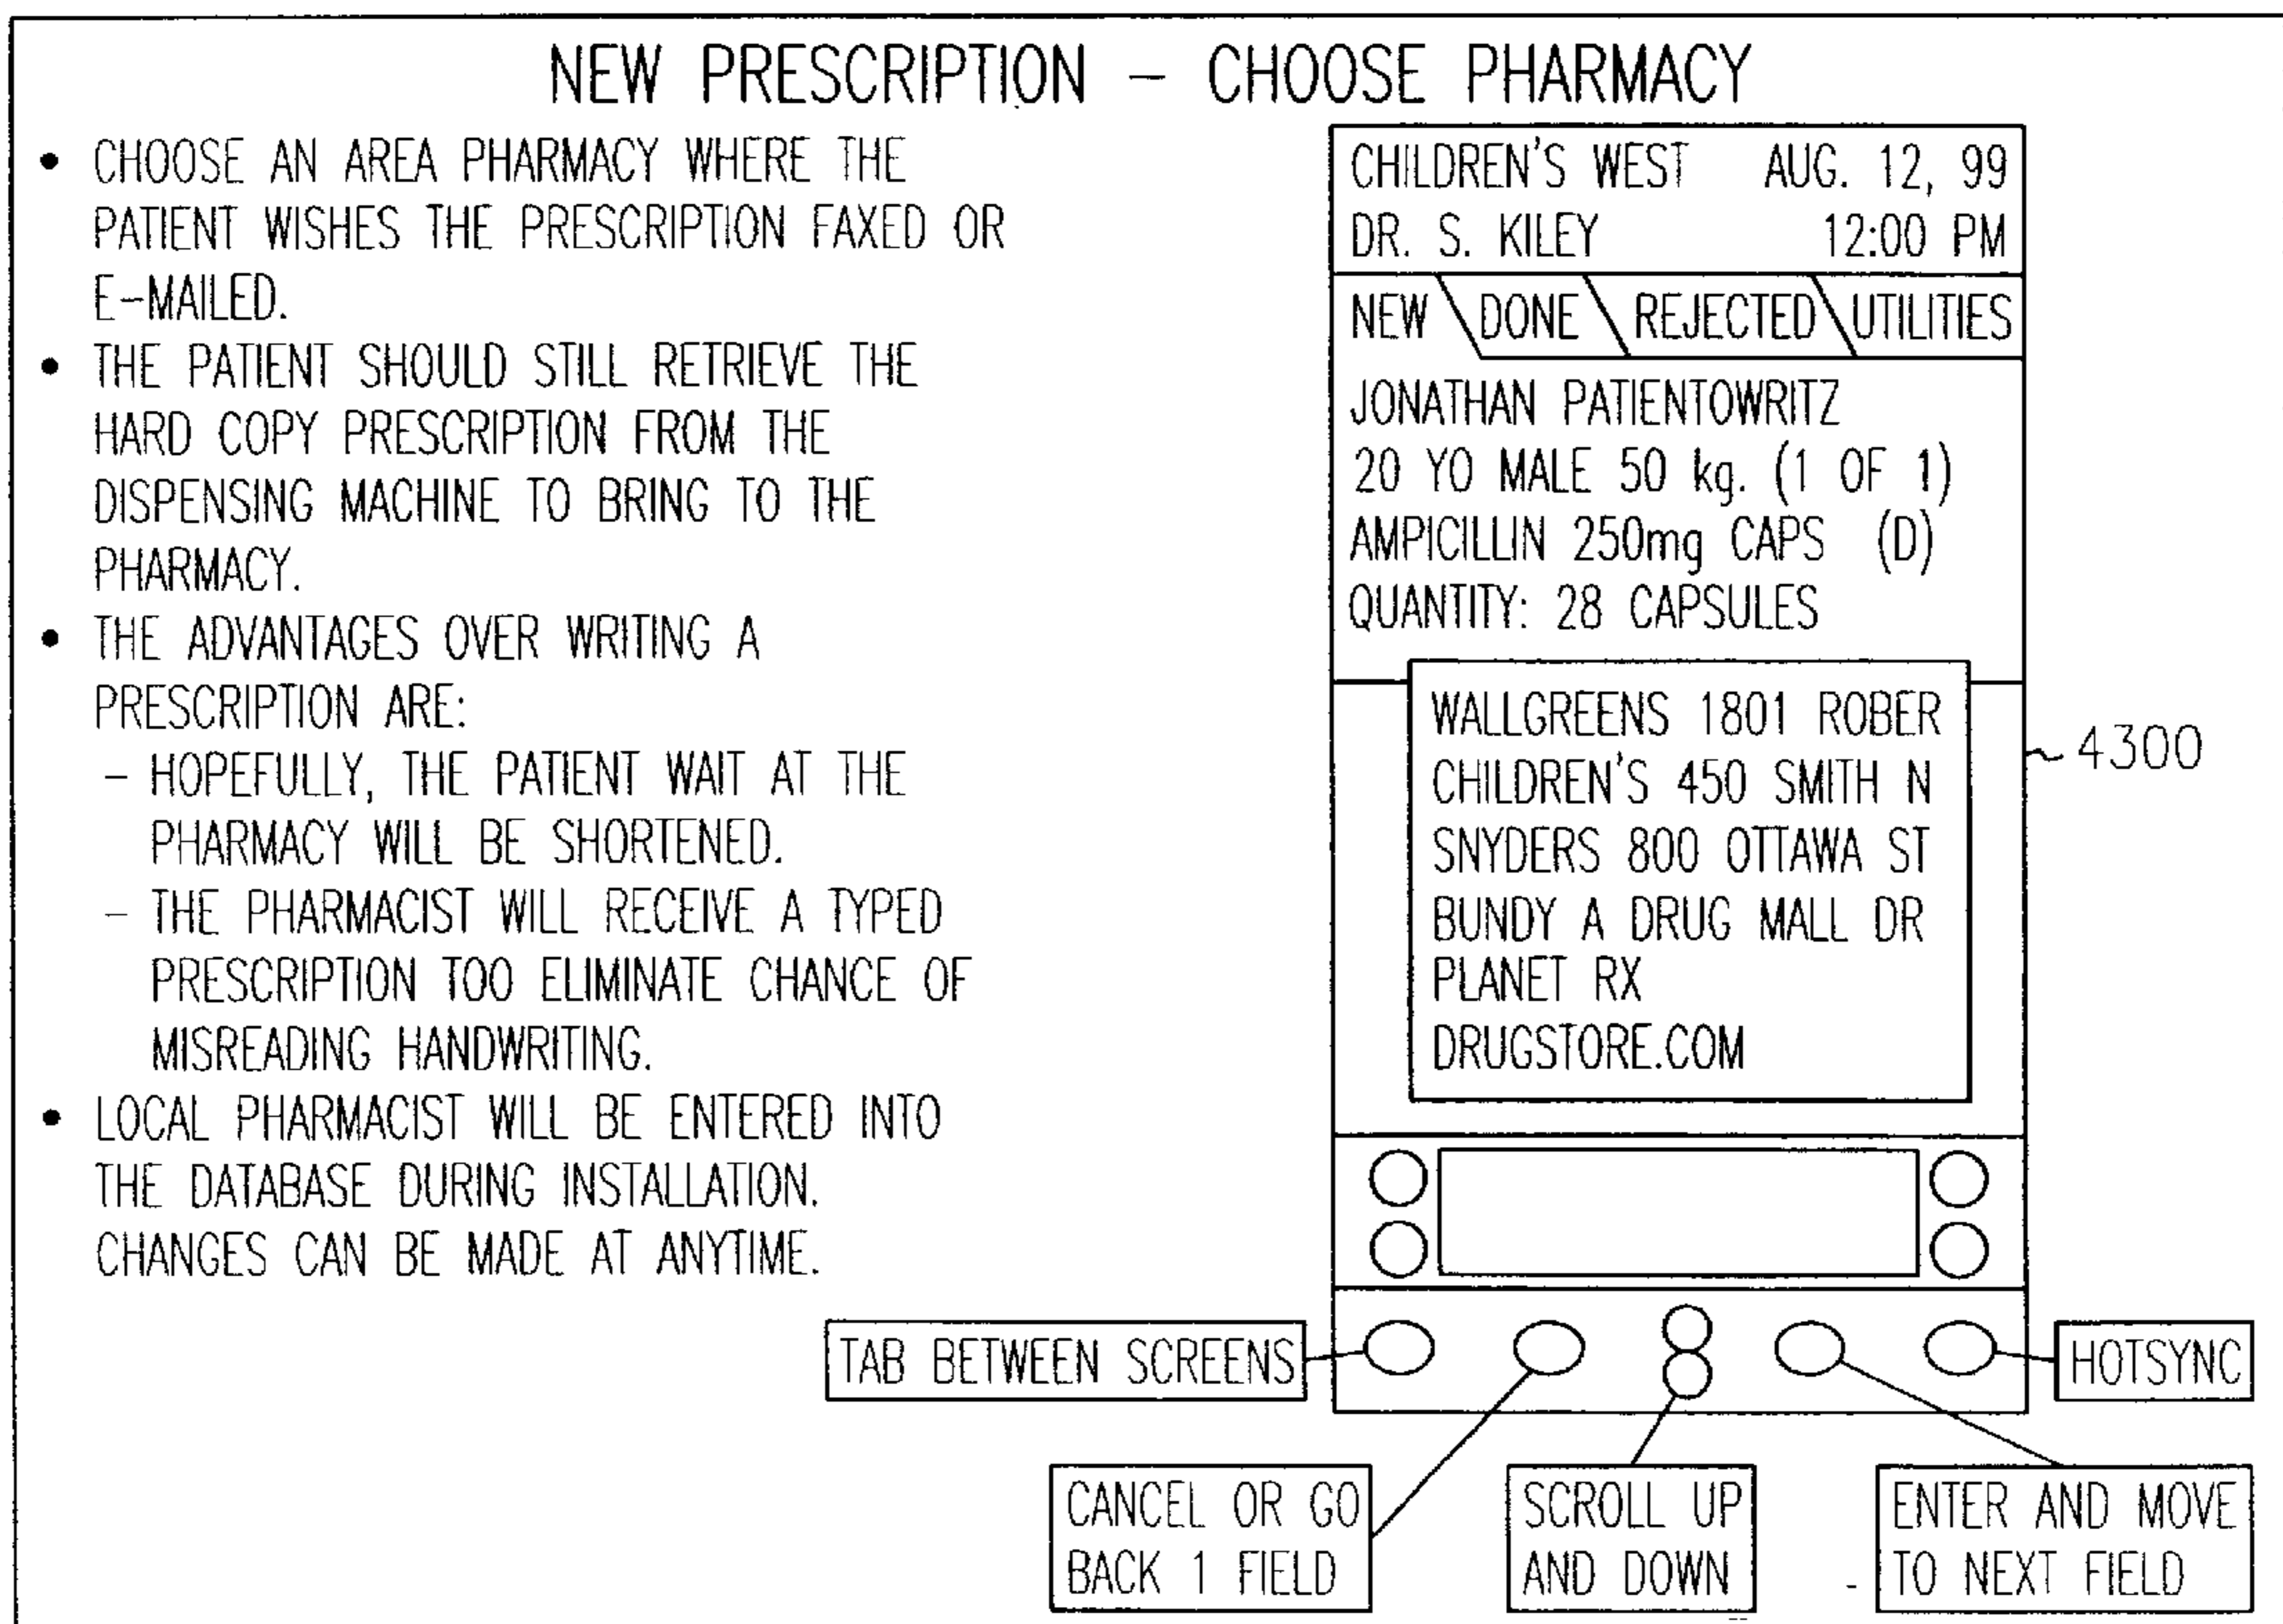 NEW PRESCRIPTION – CHOOSE PHARMACY
• CHOOSE AN AREA PHARMACY WHERE THE
PATIENT WISHES THE PRESCRIPTION FAXED OR
E-MAILED.
• THE PATIENT SHOULD STILL RETRIEVE THE
HARD COPY PRESCRIPTION FROM THE
DISPENSING MACHINE TO BRING TO THE
PHARMACY.
• THE ADVANTAGES OVER WRITING A
PRESCRIPTION ARE:
– HOPEFULLY, THE PATIENT WAIT AT THE
PHARMACY WILL BE SHORTENED.
– THE PHARMACIST WILL RECEIVE A TYPED
PRESCRIPTION TOO ELIMINATE CHANCE OF
MISREADING HANDWRITING.
• LOCAL PHARMACIST WILL BE ENTERED INTO
THE DATABASE DURING INSTALLATION.
CHANGES CAN BE MADE AT ANYTIME.
CHILDREN'S WEST AUG. 12, 99
DR. S. KILEY 12:00 PM
NEW DONE REJECTED UTILITIES
JONATHAN PATIENTOWRITZ
20 YO MALE 50 kg. (1 OF 1)
AMPICILLIN 250mg CAPS (D)
QUANTITY: 28 CAPSULES
WALLGREENS 1801 ROBER
CHILDREN'S 450 SMITH N
SNYDERS 800 OTTAWA ST
BUNDY A DRUG MALL DR
PLANET RX
DRUGSTORE.COM
4300
TAB BETWEEN SCREENS
HOTSYNC
CANCEL OR GO
BACK 1 FIELD
SCROLL UP
AND DOWN
ENTER AND MOVE
TO NEXT FIELD